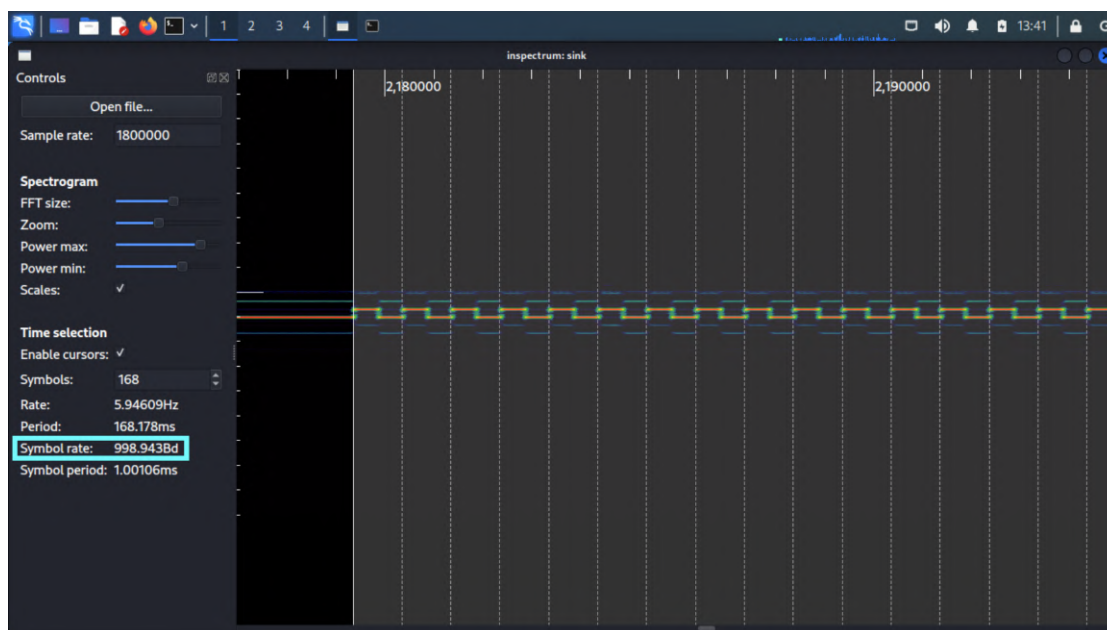 1 2 3 4 13:41
inspectrum: sink
Controls
Open file...
Sample rate: 1800000
Spectrogram
FFT size:
Zoom:
Power max:
Power min:
Scales:
Time selection
Enable cursors:
Symbols: 168
Rate: 5.94609Hz
Period: 168.178ms
Symbol rate: 998.943Bd
Symbol period: 1.00106ms
2,180000 2,190000